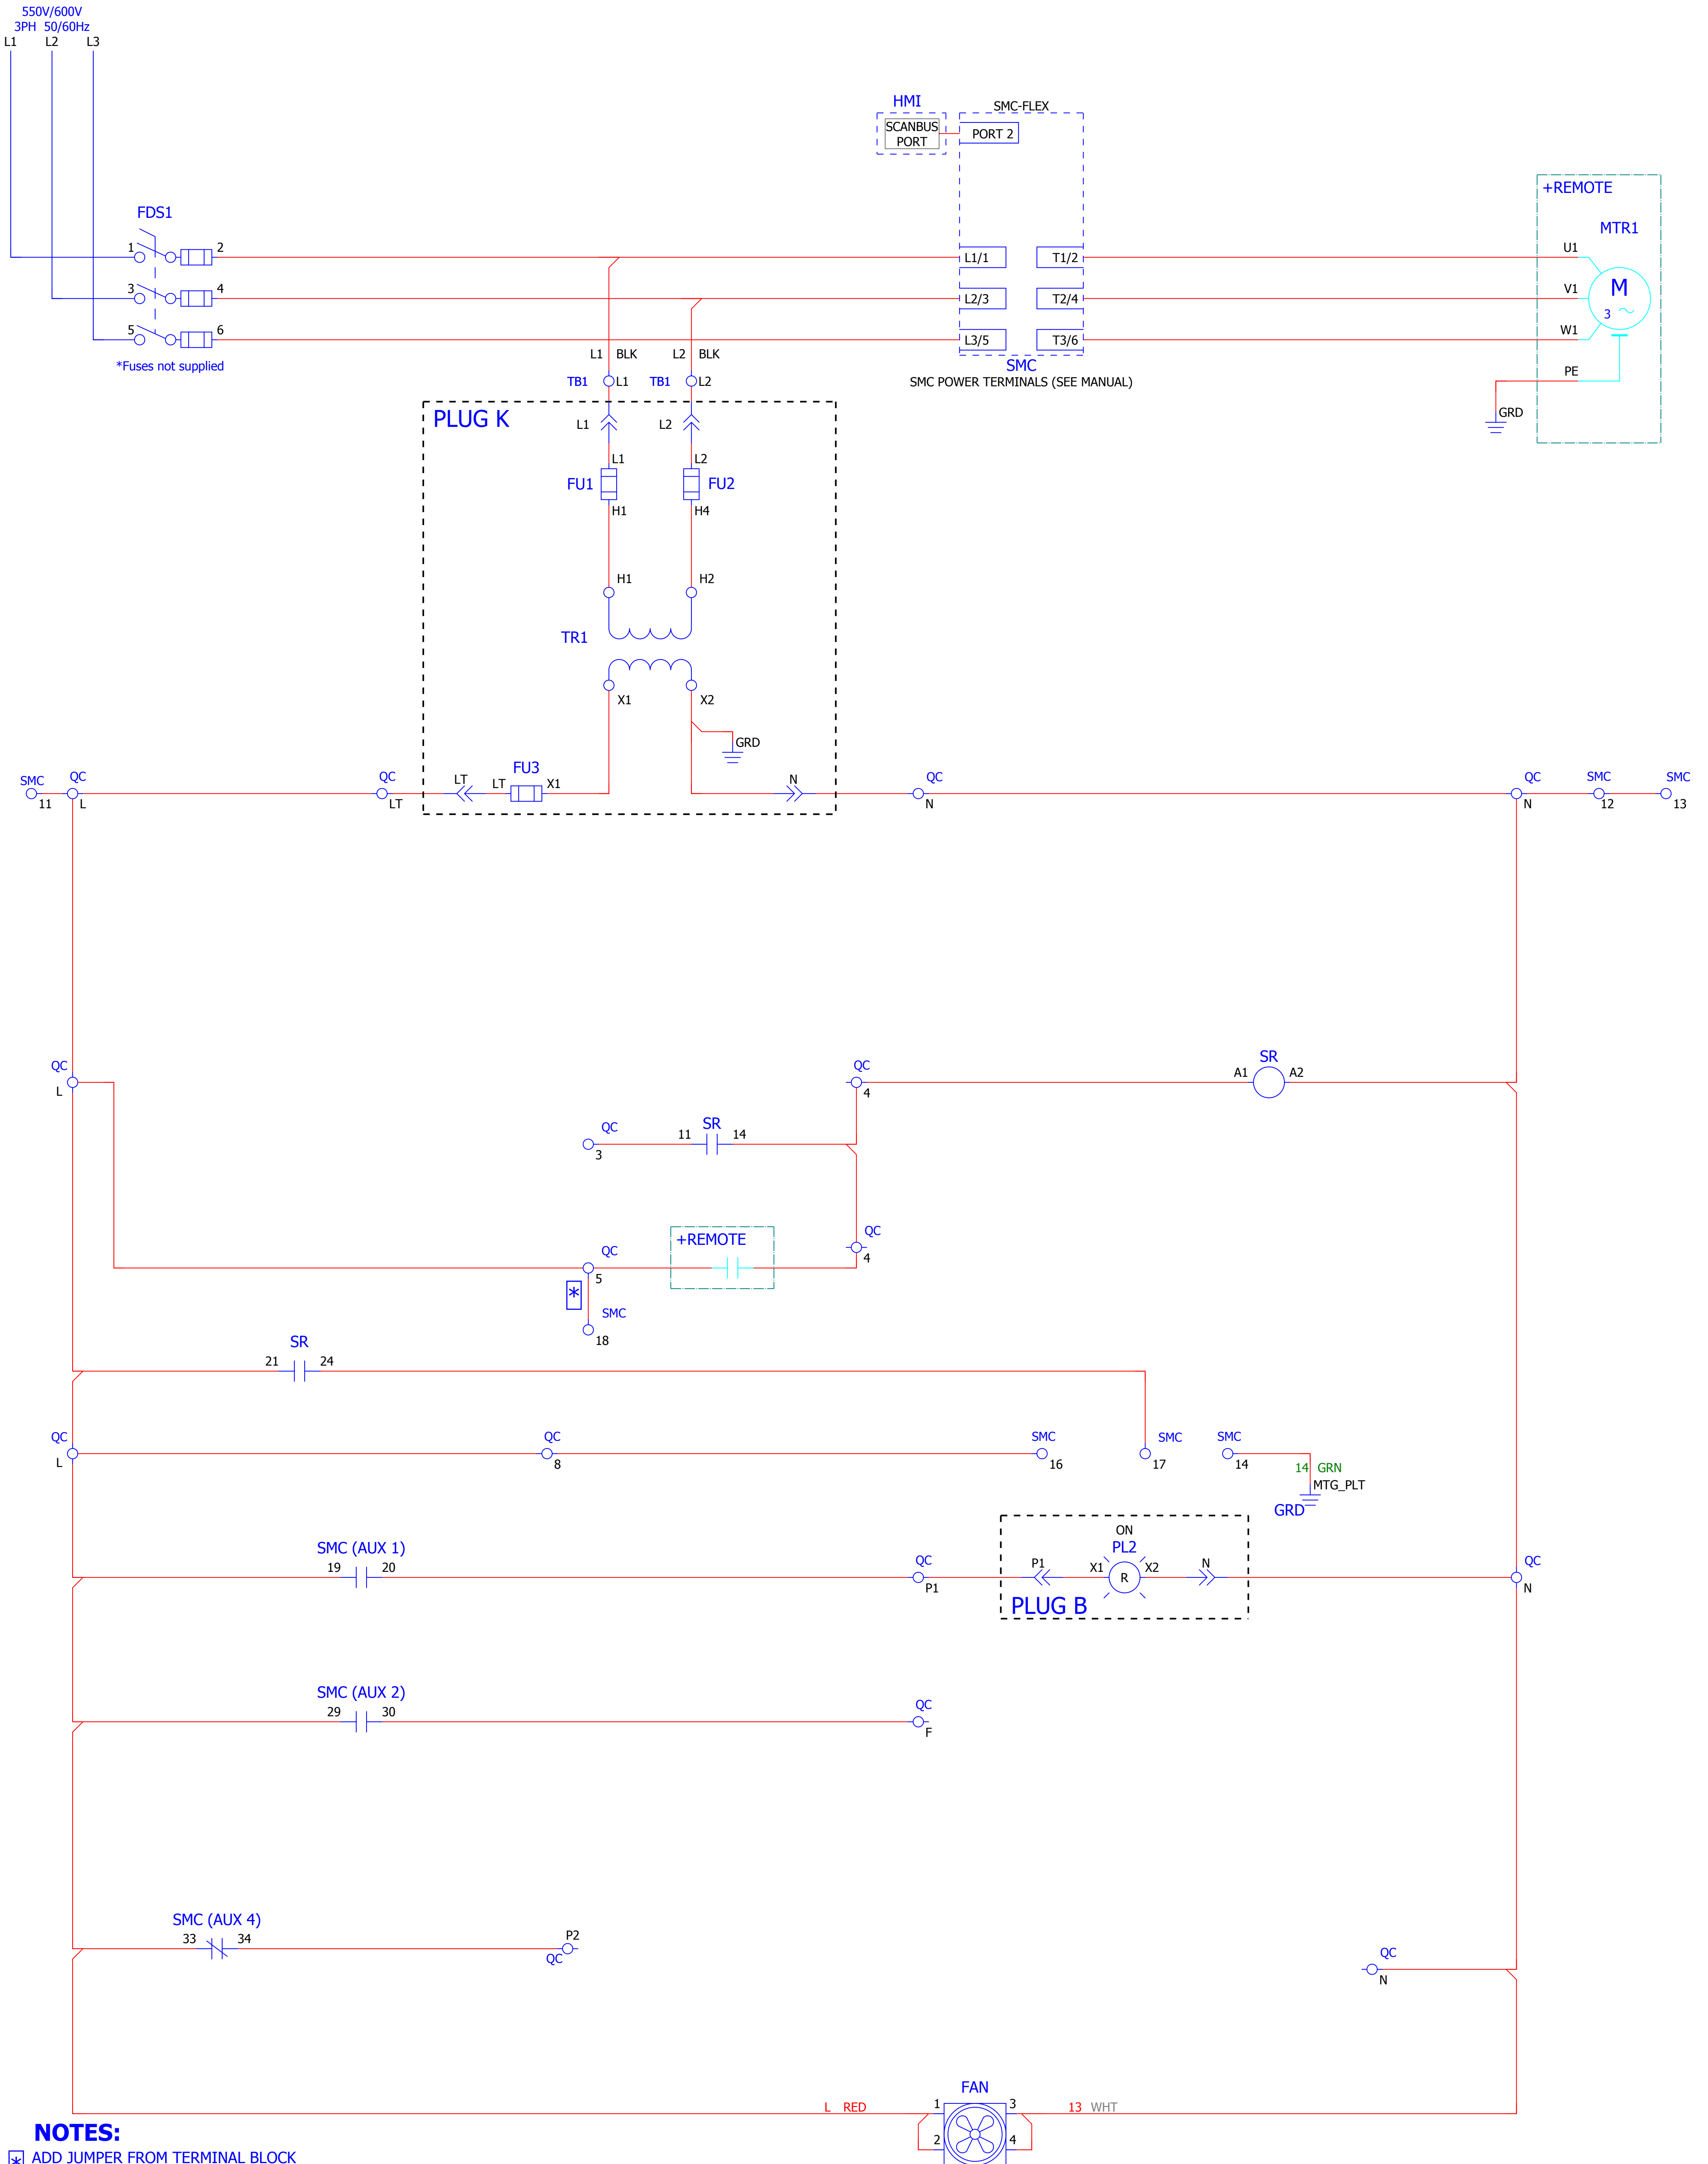 550V/600V
3PH 50/60Hz
L1 L2 L3
HMI
SMC-FLEX
SCANBUS
PORT
PORT 2
+REMOTE
MTR1
FDS1
1 2
L1/1 T1/2
U1
3 4
L2/3 T2/4
V1
M
3
5 6
L3/5 T3/6
W1
*Fuses not supplied
L1 BLK L2 BLK
SMC
SMC POWER TERMINALS (SEE MANUAL)
PE
GRD
TB1 L1 TB1 L2
PLUG K
L1 L2
L1 L2
FU1 FU2
H1 H4
H1 H2
TR1
X1 X2
GRD
SMC QC QC LT LT FU3 X1 N QC QC SMC SMC
11 L LT N N 12 13
QC QC SR
L 4 A1 A2
QC SR
3 11 14
QC
4
QC +REMOTE
5
*
SMC
18
SR
21 24
QC QC SMC SMC SMC
L 8 16 17 14
14 GRN
MTG_PLT
GRD
ON
PL2
SMC (AUX 1)
19 20
QC
P1
P1 X1 R X2 N
QC
N
PLUG B
SMC (AUX 2)
29 30
QC
F
SMC (AUX 4)
33 34
P2
QC
QC
N
FAN
L RED 1 3 13 WHT
2 4
NOTES:
* ADD JUMPER FROM TERMINAL BLOCK